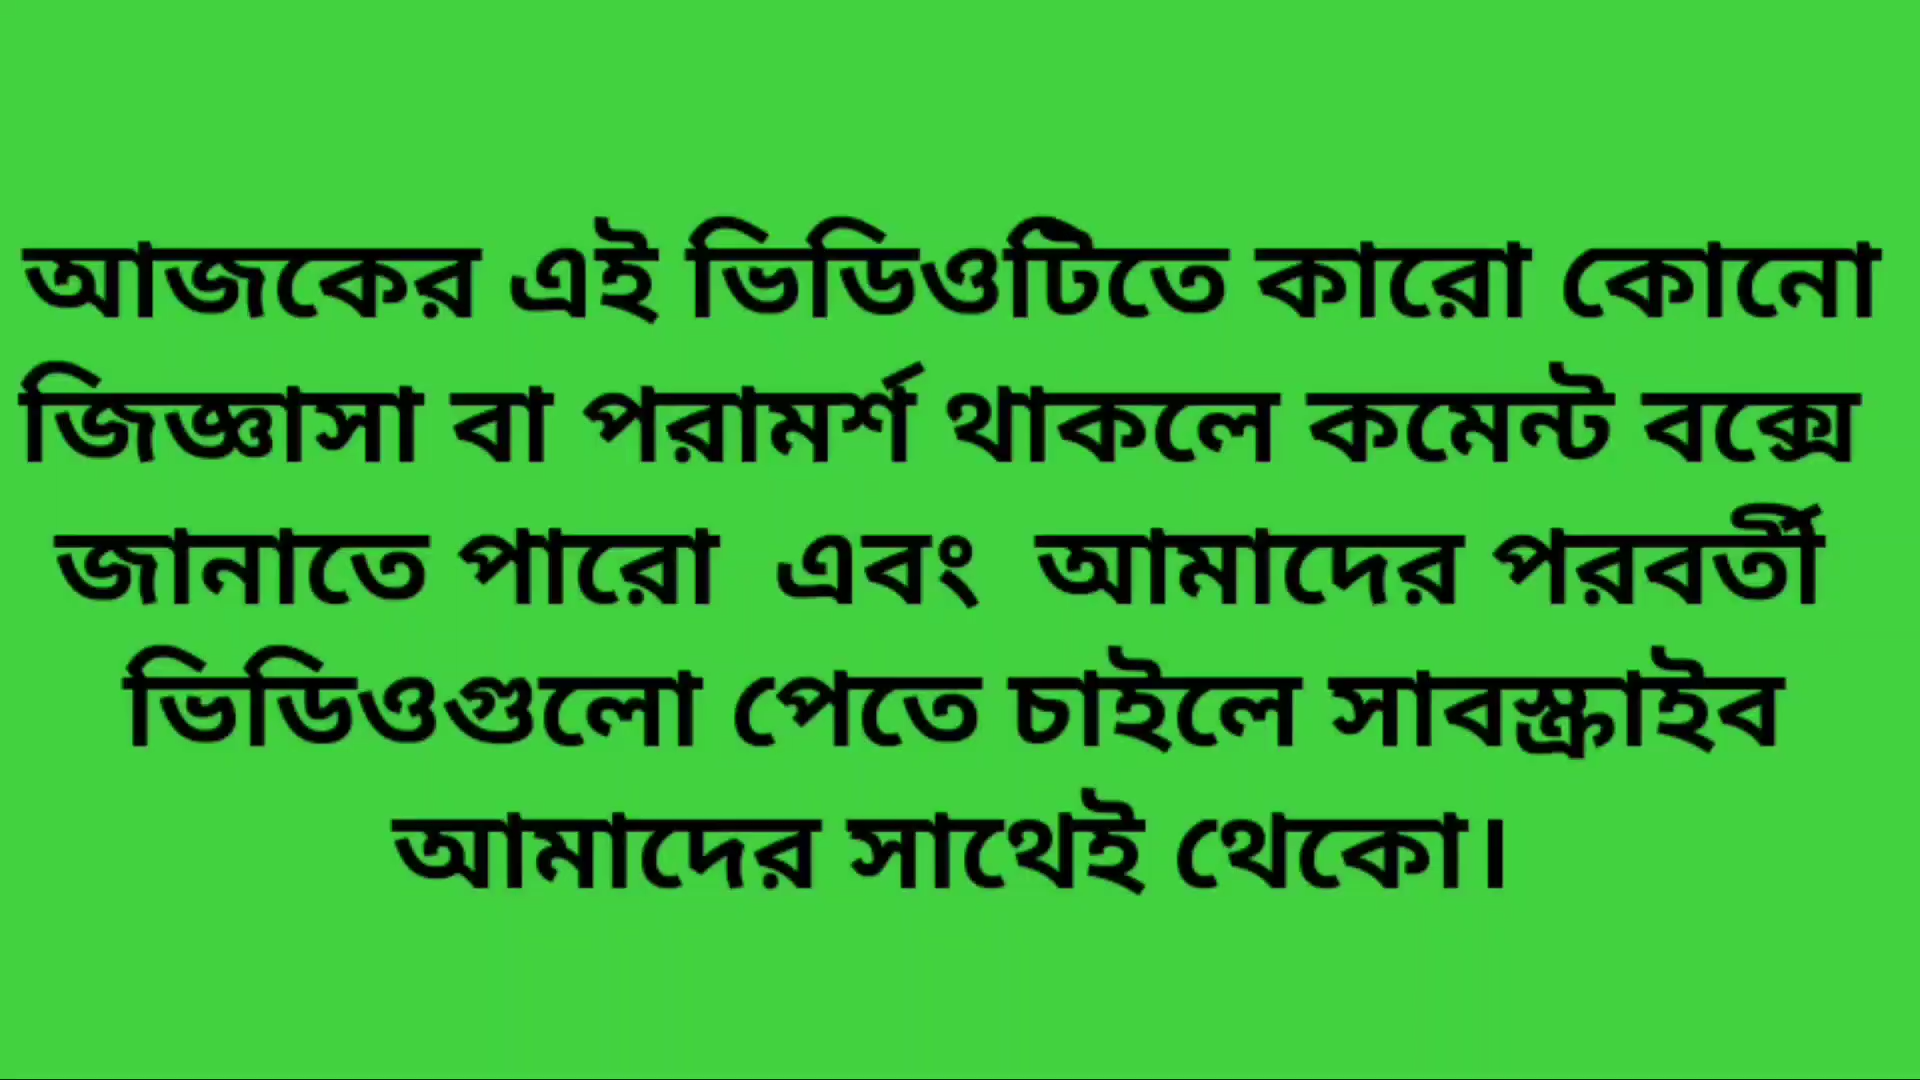 আজকের এই ভিডিওটিতে কারো কোনো
জিজ্ঞাসা বা পরামর্শ থাকলে কমেন্ট বক্সে
জানাতে পারো এবং আমাদের পরবর্তী
ভিডিওগুলো পেতে চাইলে সাবস্ক্রাইব
আমাদের সাথেই থেকো।